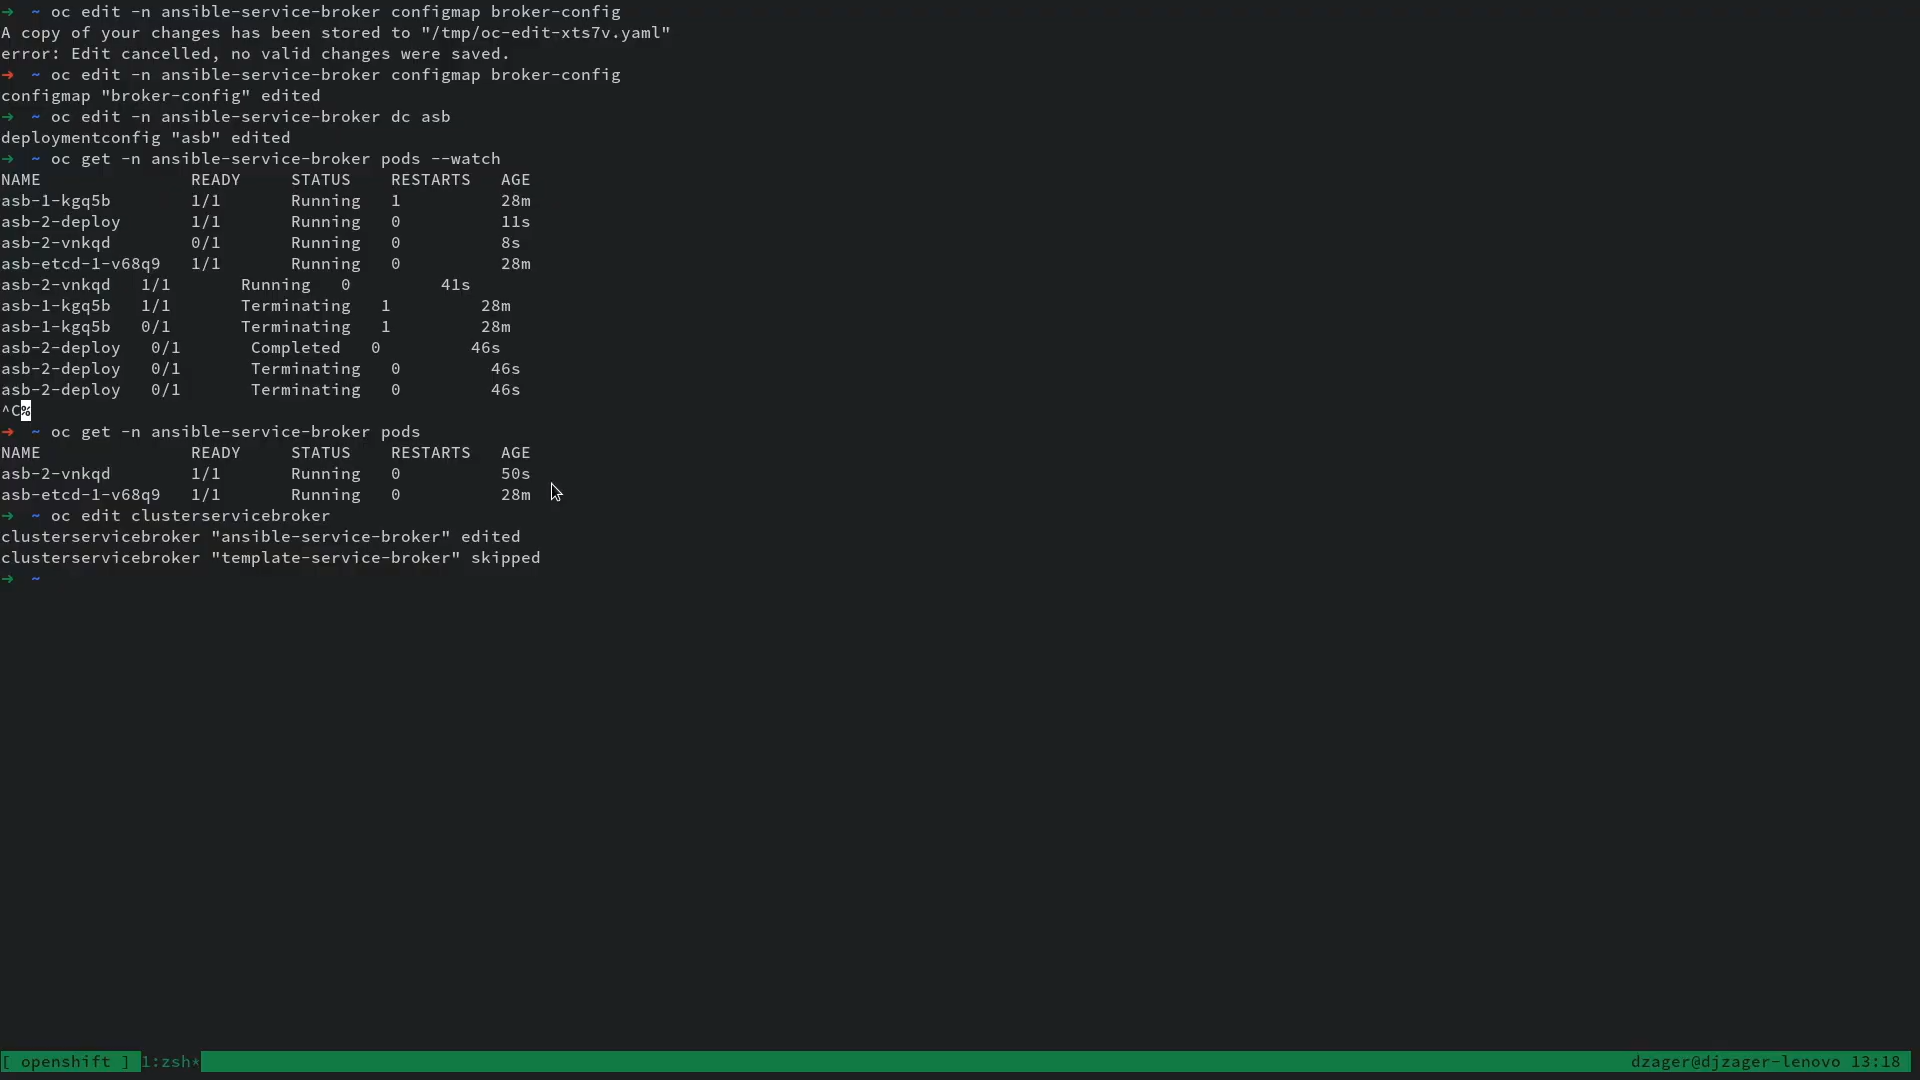 ➜  ~ oc edit -n ansible-service-broker configmap broker-config
A copy of your changes has been stored to "/tmp/oc-edit-xts7v.yaml"
error: Edit cancelled, no valid changes were saved.
➜  ~ oc edit -n ansible-service-broker configmap broker-config
configmap "broker-config" edited
➜  ~ oc edit -n ansible-service-broker dc asb
deploymentconfig "asb" edited
➜  ~ oc get -n ansible-service-broker pods --watch
NAME               READY     STATUS    RESTARTS   AGE
asb-1-kgq5b        1/1       Running   1          28m
asb-2-deploy       1/1       Running   0          11s
asb-2-vnkqd        0/1       Running   0          8s
asb-etcd-1-v68q9   1/1       Running   0          28m
asb-2-vnkqd   1/1       Running   0         41s
asb-1-kgq5b   1/1       Terminating   1         28m
asb-1-kgq5b   0/1       Terminating   1         28m
asb-2-deploy   0/1       Completed   0         46s
asb-2-deploy   0/1       Terminating   0         46s
asb-2-deploy   0/1       Terminating   0         46s
^C%
➜  ~ oc get -n ansible-service-broker pods
NAME               READY     STATUS    RESTARTS   AGE
asb-2-vnkqd        1/1       Running   0          50s
asb-etcd-1-v68q9   1/1       Running   0          28m
➜  ~ oc edit clusterservicebroker
clusterservicebroker "ansible-service-broker" edited
clusterservicebroker "template-service-broker" skipped
➜  ~
[ openshift ] 1:zsh* dzager@djzager-lenovo 13:18